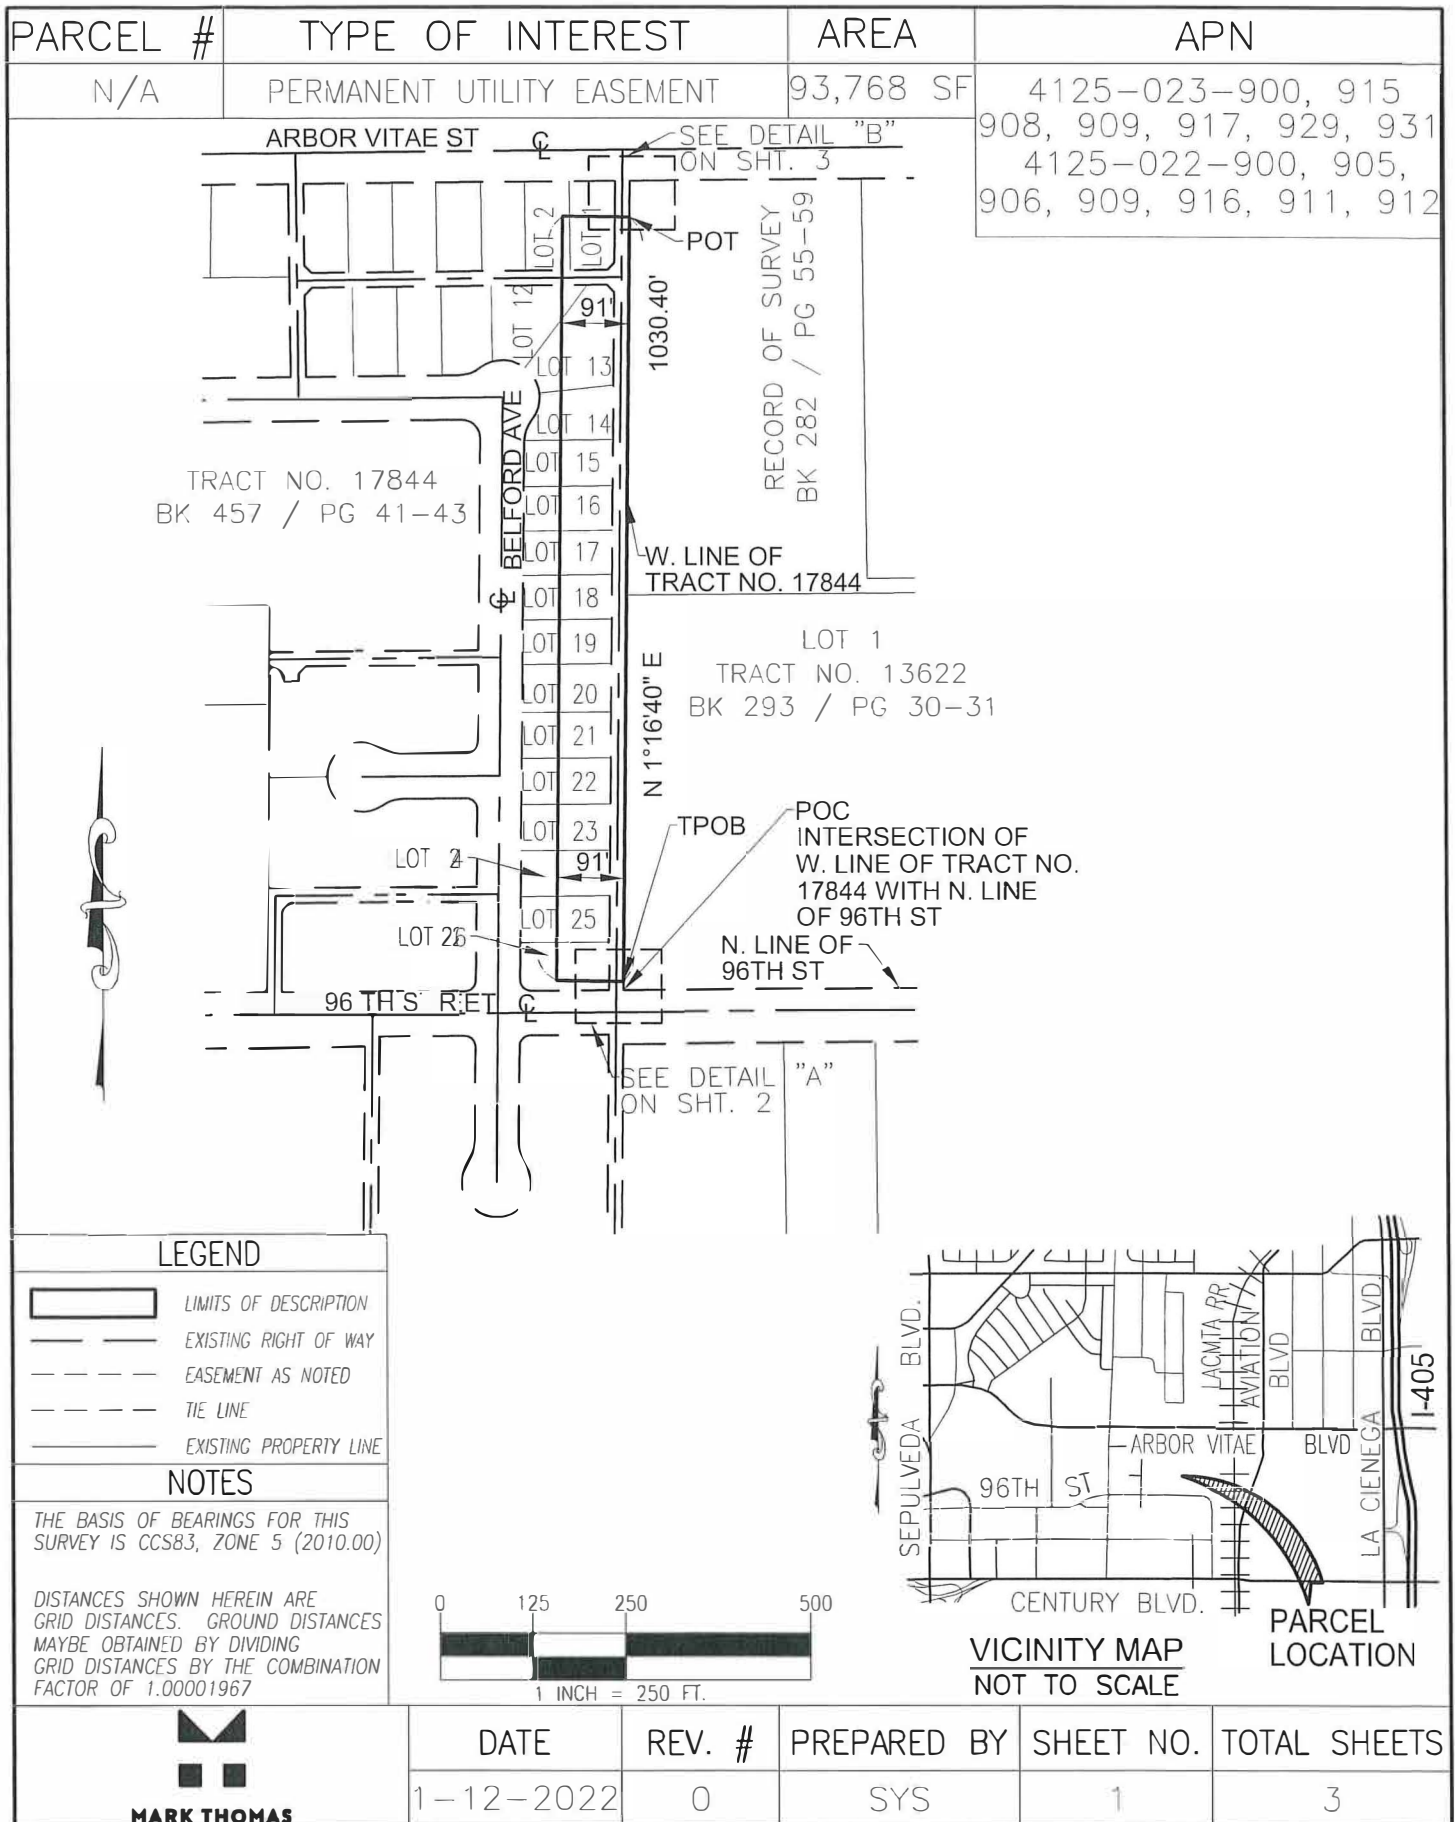 PARCEL # TYPE OF INTEREST AREA APN
N/A PERMANENT UTILITY EASEMENT 93,768 SF
4125-023-900, 915
908, 909, 917, 929, 931
4125-022-900, 905,
906, 909, 916, 911, 912
ARBOR VITAE ST
SEE DETAIL "B"
ON SHT. 3
LOT 2
LOT 1
POT
RECORD OF SURVEY
BK 282 / PG 55-59
LOT 12
91'
1030.40'
LOT 13
LOT 14
LOT 15
LOT 16
LOT 17
LOT 18
LOT 19
LOT 20
LOT 21
LOT 22
LOT 23
BELFORD AVE
TRACT NO. 17844
BK 457 / PG 41-43
W. LINE OF
TRACT NO. 17844
LOT 1
TRACT NO. 13622
BK 293 / PG 30-31
N 1°16'40" E
TPOB
POC
INTERSECTION OF
W. LINE OF TRACT NO.
17844 WITH N. LINE
OF 96TH ST
91'
LOT
LOT 25
LOT
N. LINE OF
96TH ST
96 TH
SEE DETAIL "A"
ON SHT. 2
LEGEND
LIMITS OF DESCRIPTION
EXISTING RIGHT OF WAY
EASEMENT AS NOTED
TIE LINE
EXISTING PROPERTY LINE
NOTES
THE BASIS OF BEARINGS FOR THIS
SURVEY IS CCS83, ZONE 5 (2010.00)
DISTANCES SHOWN HEREIN ARE
GRID DISTANCES. GROUND DISTANCES
MAYBE OBTAINED BY DIVIDING
GRID DISTANCES BY THE COMBINATION
FACTOR OF 1.00001967
0 125 250 500
1 INCH = 250 FT.
SEPULVEDA BLVD.
LACMTA RR
AVIATION
BLVD
LA CIENEGA BLVD.
I-405
ARBOR VITAE BLVD
96TH ST
CENTURY BLVD.
PARCEL
LOCATION
VICINITY MAP
NOT TO SCALE
MARK THOMAS
DATE REV. # PREPARED BY SHEET NO. TOTAL SHEETS
1-12-2022 0 SYS 1 3